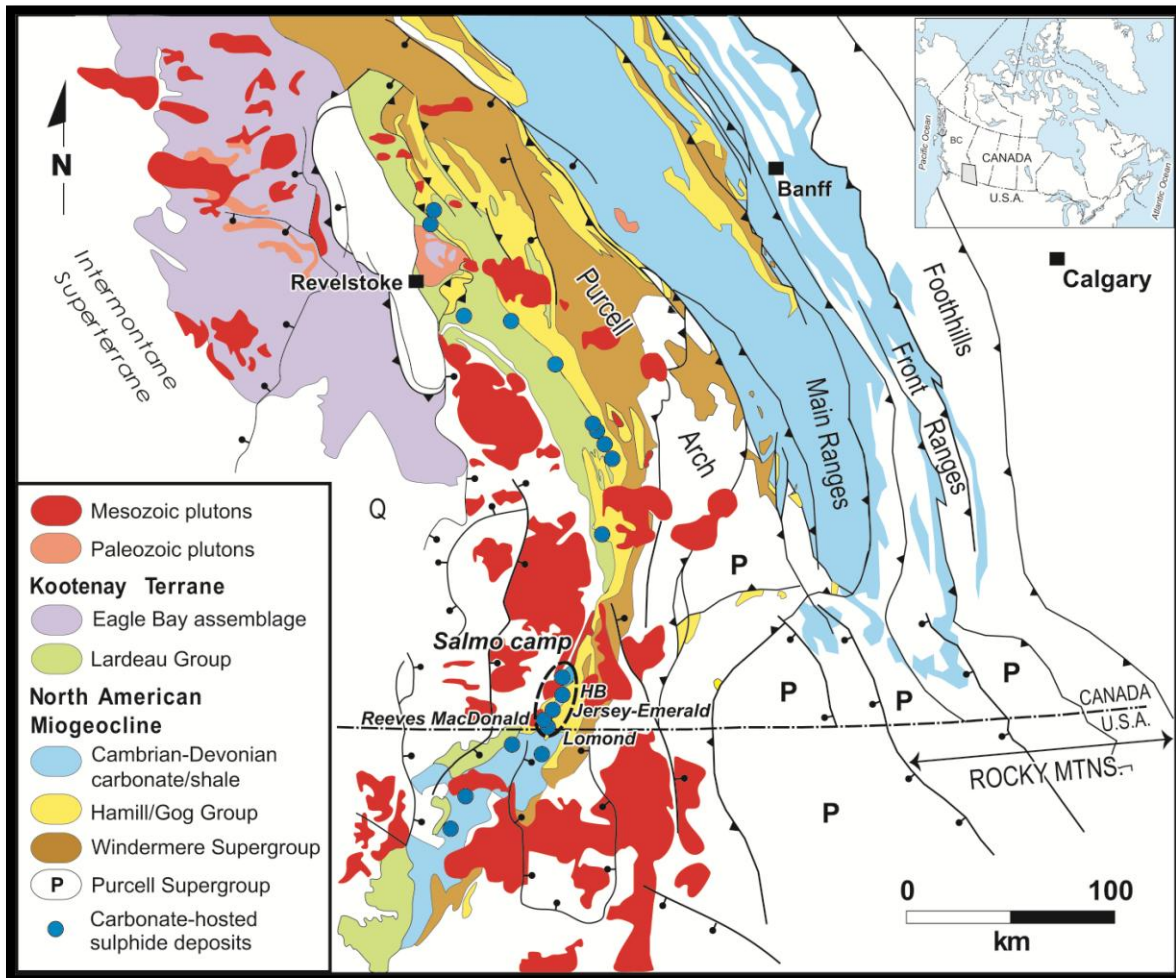 N
Intermontane
Superterrane
Revelstoke
Purcell
Arch
Banff
Calgary
Foothhills
Front
Ranges
Main Ranges
Pacific Ocean
BC
CANADA
U.S.A.
Atlantic Ocean
Q
P
P
P
P
P
Salmo camp
HB
Jersey-Emerald
Reeves MacDonald
Lomond
CANADA
U.S.A.
ROCKY MTNS.¬
0 100
km
Mesozoic plutons
Paleozoic plutons
Kootenay Terrane
Eagle Bay assemblage
Lardeau Group
North American
Miogeocline
Cambrian-Devonian
carbonate/shale
Hamill/Gog Group
Windermere Supergroup
P Purcell Supergroup
Carbonate-hosted
sulphide deposits